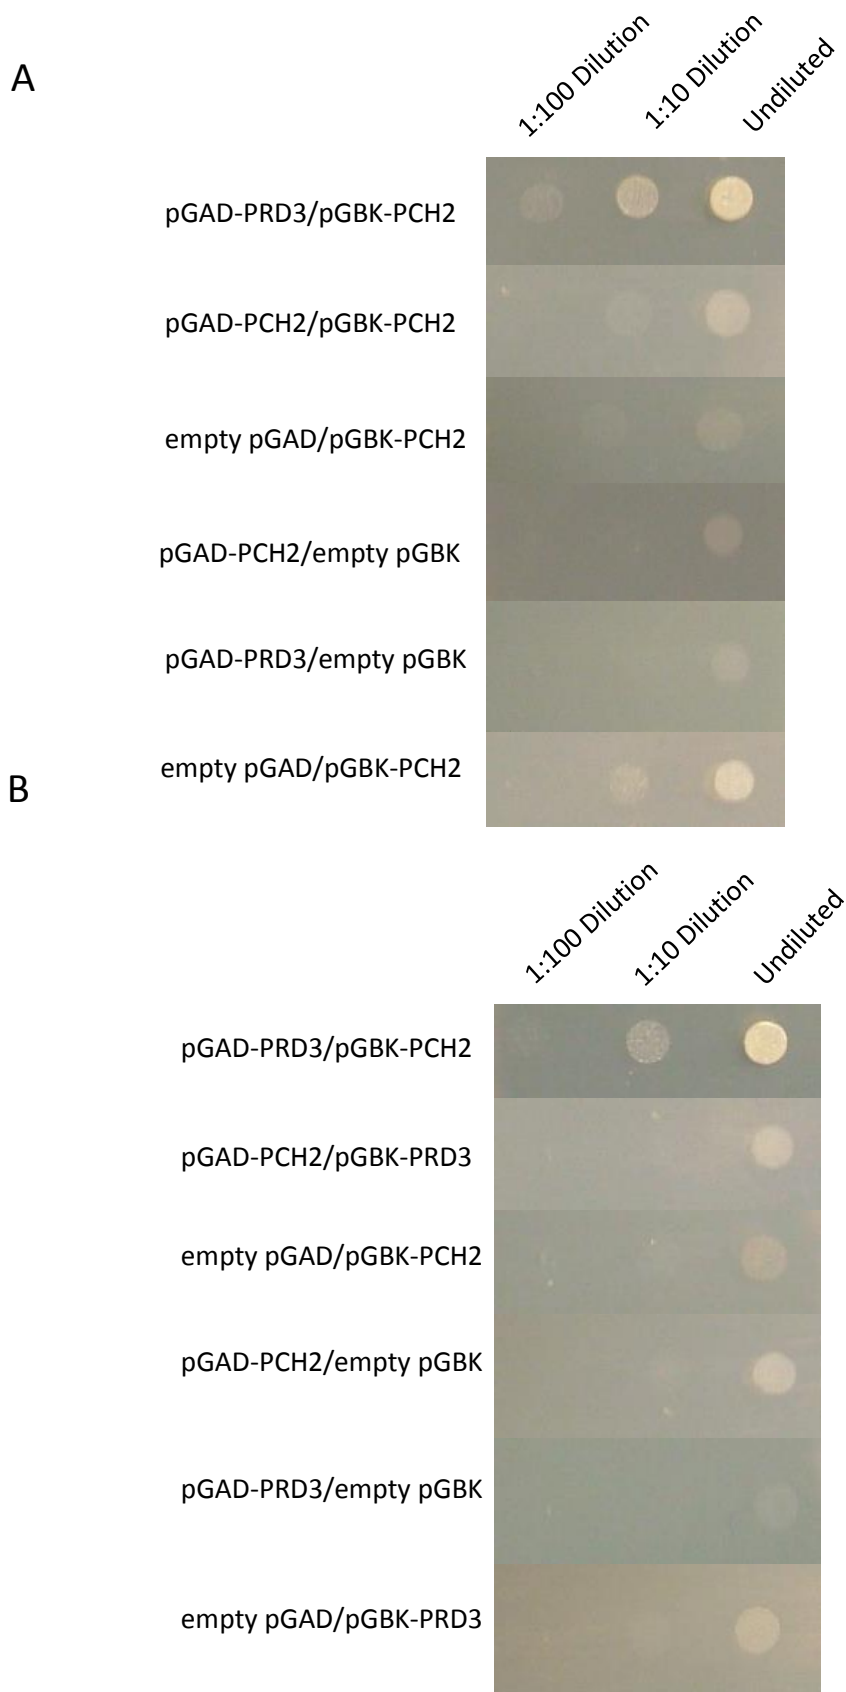 A
1:100 Dilution
1:10 Dilution
Undiluted
pGAD-PRD3/pGBK-PCH2
pGAD-PCH2/pGBK-PCH2
empty pGAD/pGBK-PCH2
pGAD-PCH2/empty pGBK
pGAD-PRD3/empty pGBK
empty pGAD/pGBK-PCH2
B
1:100 Dilution
1:10 Dilution
Undiluted
pGAD-PRD3/pGBK-PCH2
pGAD-PCH2/pGBK-PRD3
empty pGAD/pGBK-PCH2
pGAD-PCH2/empty pGBK
pGAD-PRD3/empty pGBK
empty pGAD/pGBK-PRD3